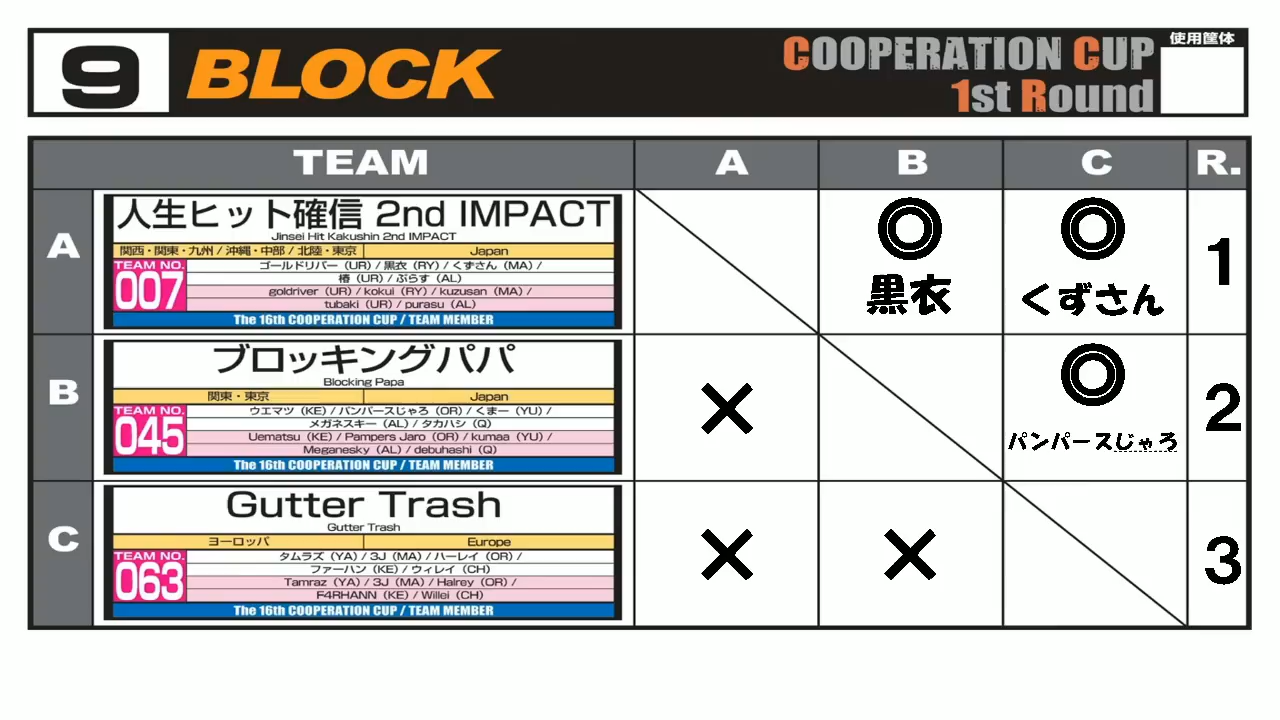 9 BLOCK
COOPERATION CUP
1st Round
使用筐体
TEAM A B C R.
A
人生ヒット確信 2nd IMPACT
Jinsei Hit Kakushin 2nd IMPACT
関西・関東・九州 / 沖縄・中部 / 北陸・東京 Japan
TEAM NO.
007
ゴールドリバー (UR) / 黒衣 (RY) / くずさん (MA) /
椿 (UR) / ぷらす (AL)
goldriver (UR) / kokui (RY) / kuzusan (MA) /
tubaki (UR) / purasu (AL)
The 16th COOPERATION CUP / TEAM MEMBER
◎ ◎
黒衣 くずさん
1
B
ブロッキングパパ
Blocking Papa
関東・東京 Japan
TEAM NO.
045
ウエマツ (KE) / パンパースじゃろ (OR) / くまー (YU) /
メガネスキー (AL) / タカハシ (Q)
Uematsu (KE) / Pampers Jaro (OR) / kumaa (YU) /
Meganesky (AL) / debuhashi (Q)
The 16th COOPERATION CUP / TEAM MEMBER
× ◎
パンパースじゃろ
2
C
Gutter Trash
Gutter Trash
ヨーロッパ Europe
TEAM NO.
063
タムラズ (YA) / 3J (MA) / ハーレイ (OR) /
ファーハン (KE) / ウィレイ (CH)
Tamraz (YA) / 3J (MA) / Halrey (OR) /
F4RHANN (KE) / Willei (CH)
The 16th COOPERATION CUP / TEAM MEMBER
× ×
3